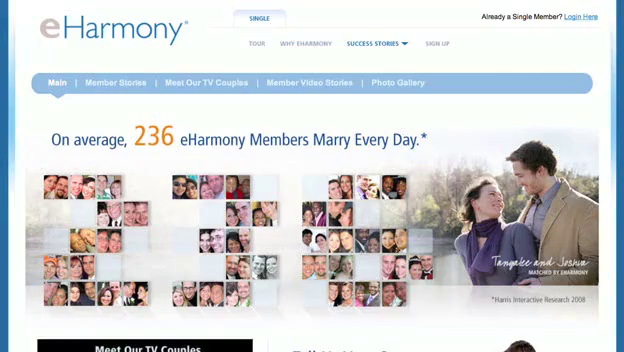 eHarmony®
SINGLE
Already a Single Member? Login Here
TOUR WHY EHARMONY SUCCESS STORIES SIGN UP
Main | Member Stories | Meet Our TV Couples | Member Video Stories | Photo Gallery
On average, 236 eHarmony Members Marry Every Day.*
Tanyalee and Joshua
MATCHED BY EHARMONY
*Harris Interactive Research 2008
Meet Our TV Couples